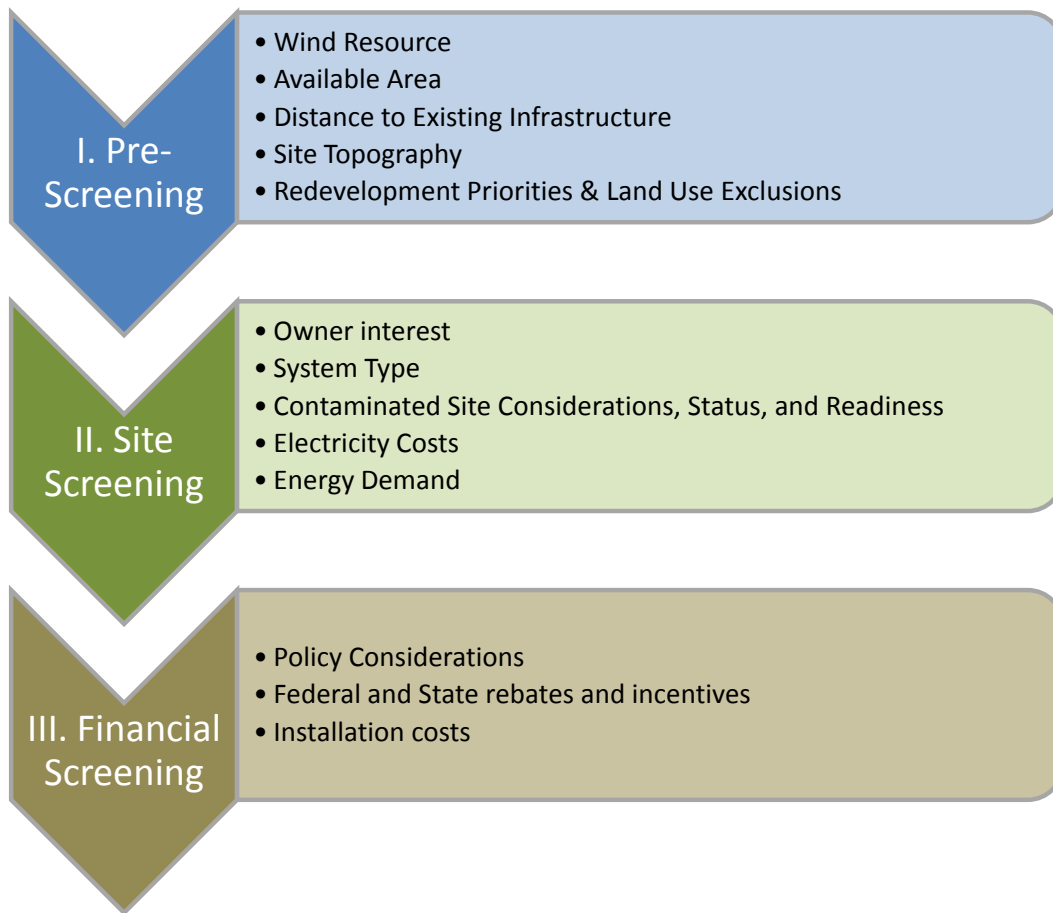 I. Pre-
Screening
• Wind Resource
• Available Area
• Distance to Existing Infrastructure
• Site Topography
• Redevelopment Priorities & Land Use Exclusions
II. Site
Screening
• Owner interest
• System Type
• Contaminated Site Considerations, Status, and Readiness
• Electricity Costs
• Energy Demand
III. Financial
Screening
• Policy Considerations
• Federal and State rebates and incentives
• Installation costs